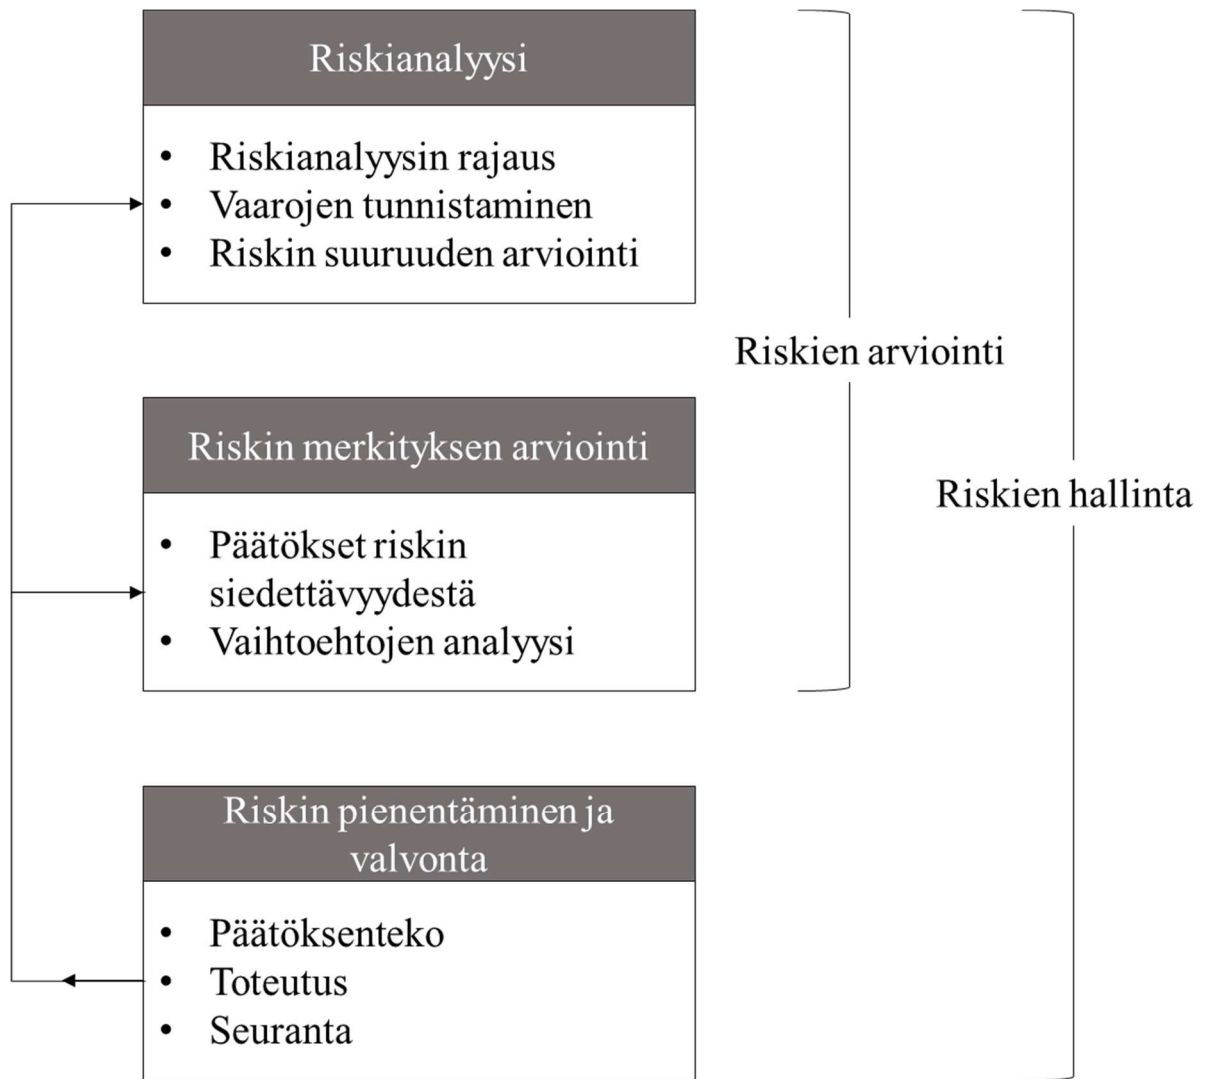 Riskianalyysi
• Riskianalyysin rajaus
• Vaarojen tunnistaminen
• Riskin suuruuden arviointi
Riskien arviointi
Riskin merkityksen arviointi
Riskien hallinta
• Päätökset riskin
siedettävyydestä
• Vaihtoehtojen analyysi
Riskin pienentäminen ja
valvonta
• Päätöksenteko
• Toteutus
• Seuranta